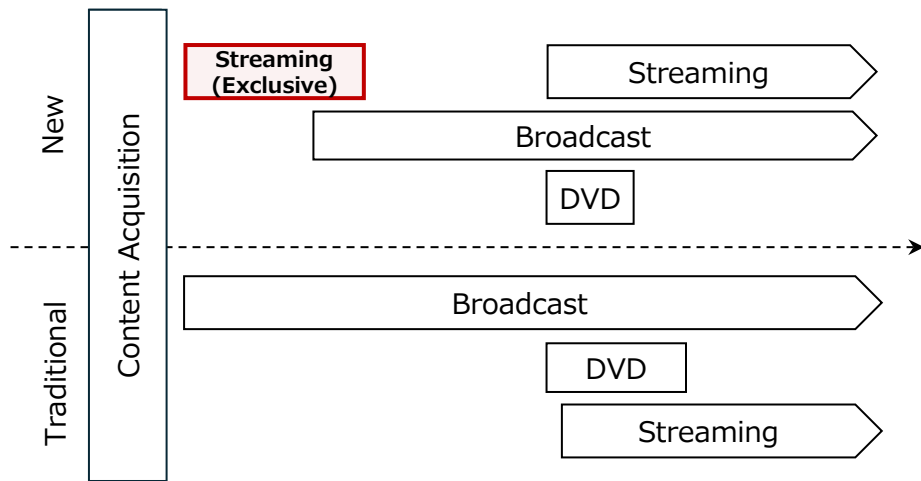 New
Content Acquisition
Streaming
(Exclusive)
Streaming
Broadcast
DVD
Traditional
Broadcast
DVD
Streaming